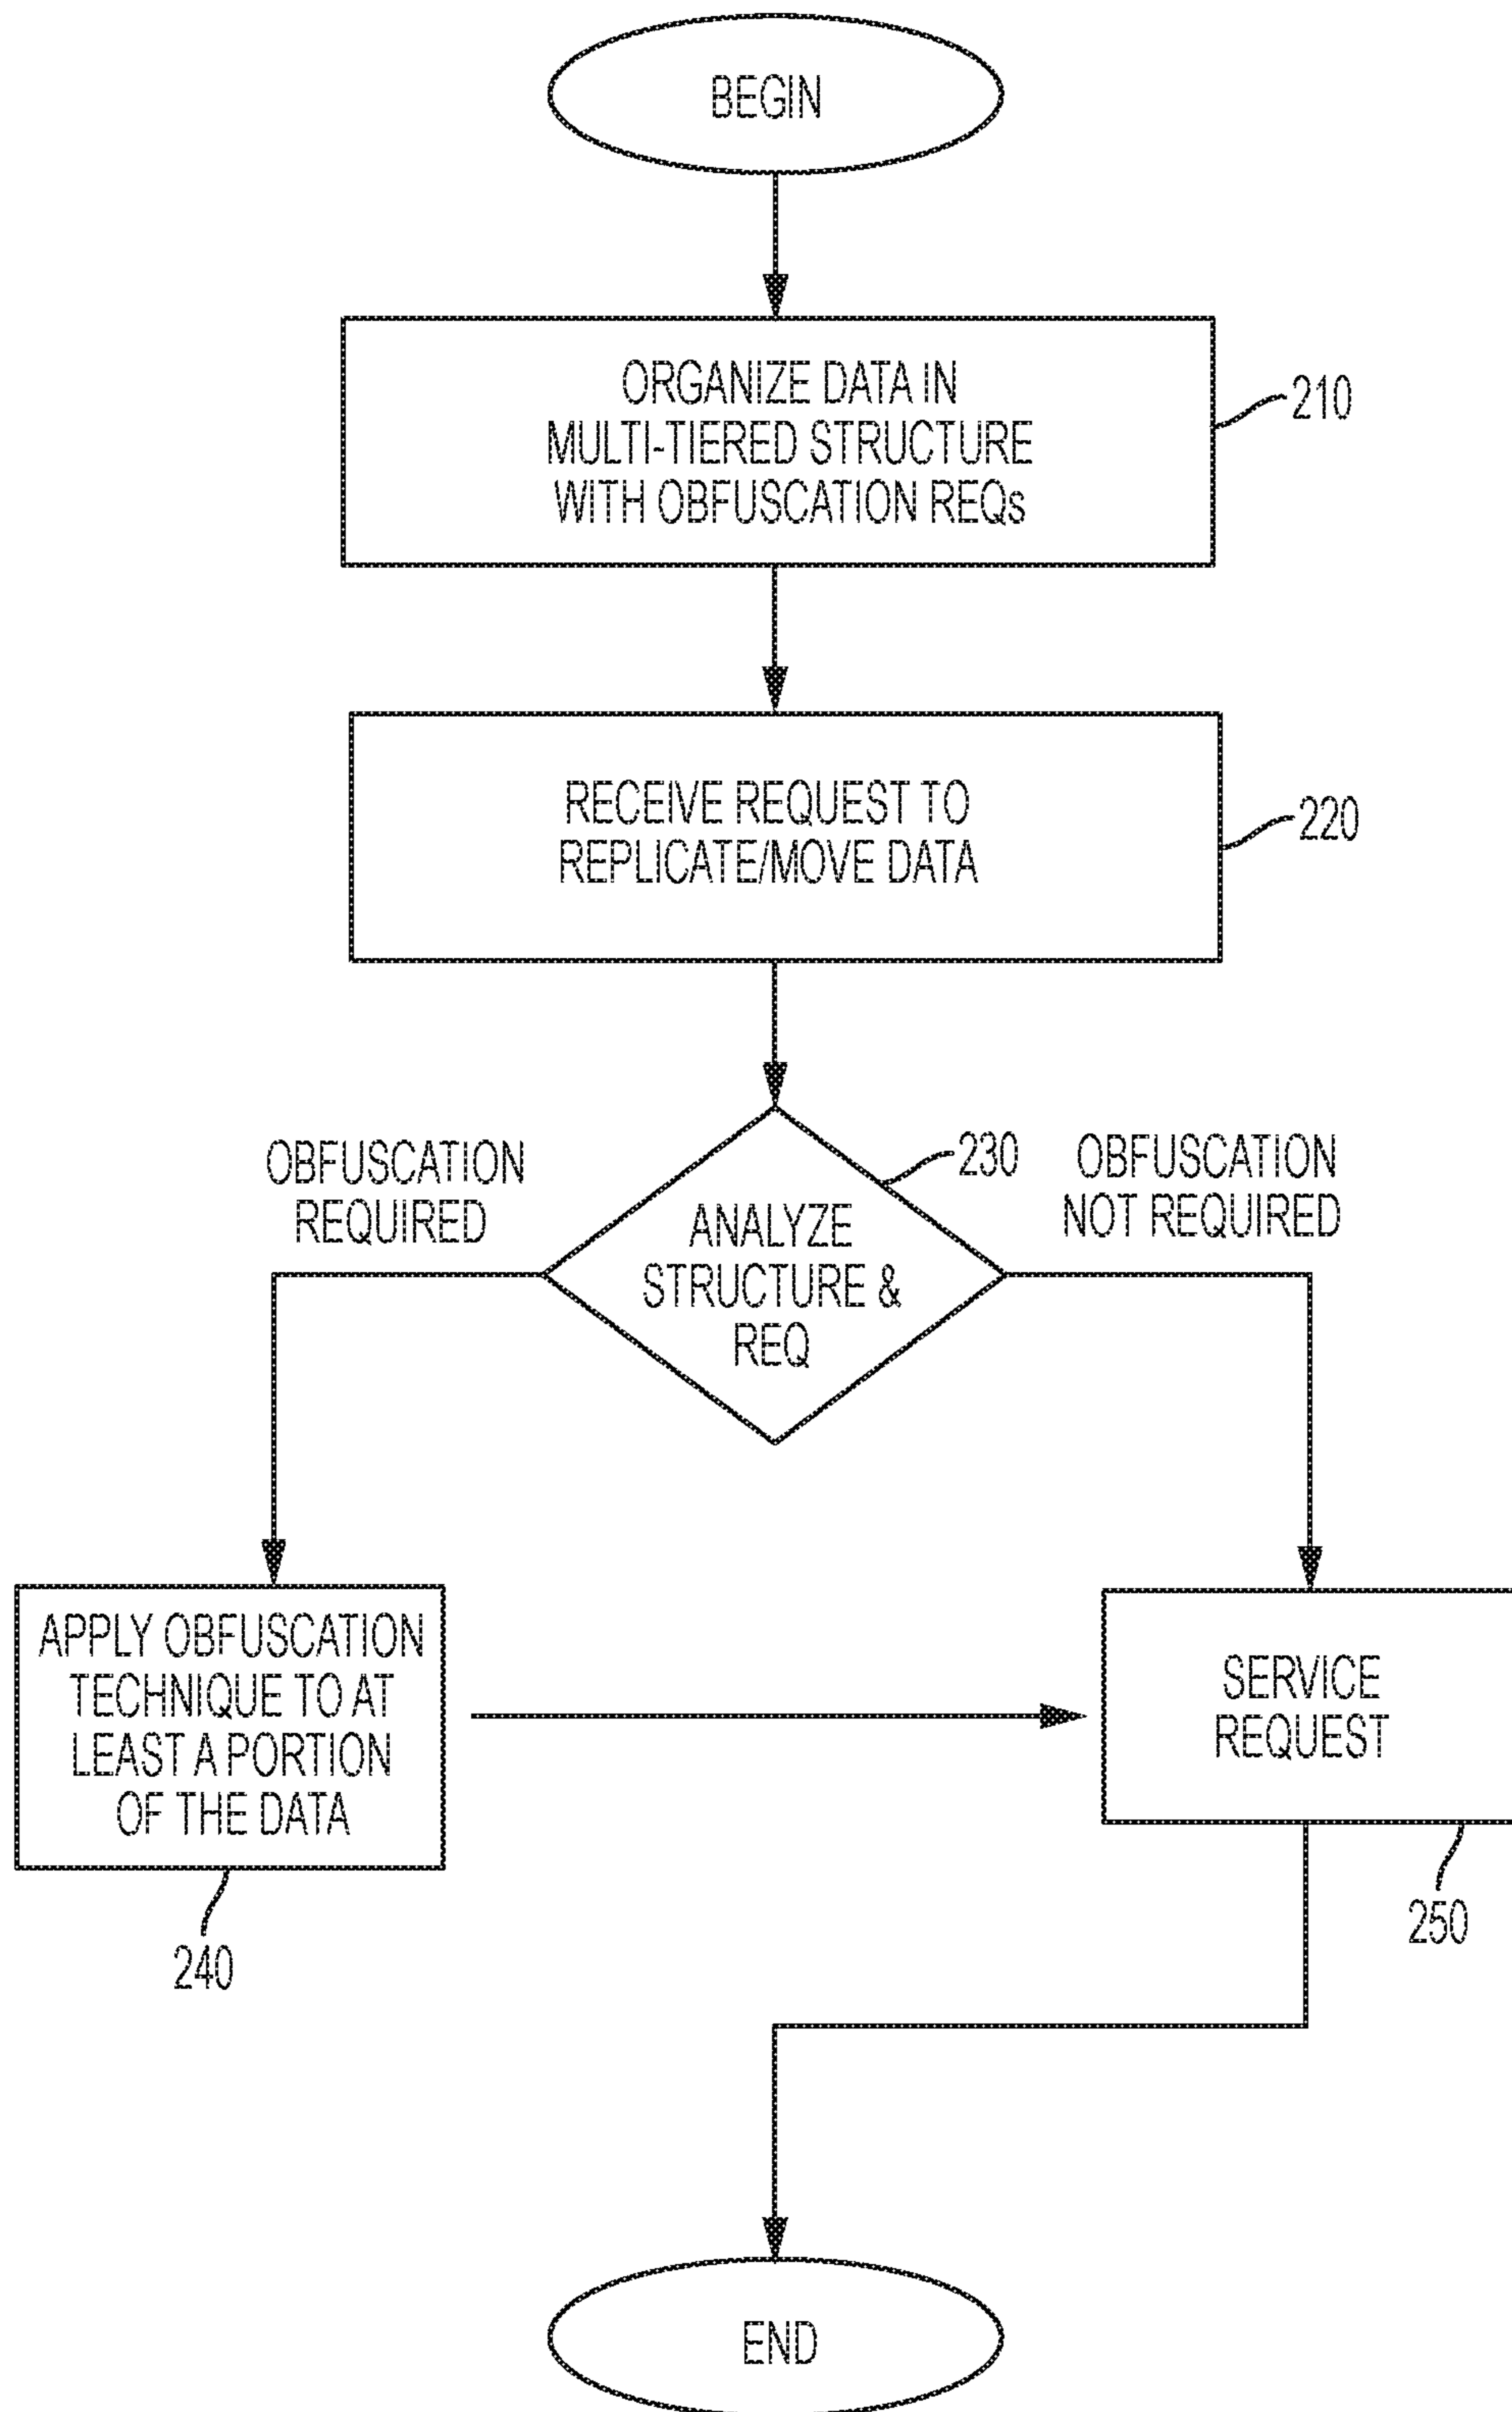 BEGIN
ORGANIZE DATA IN
MULTI-TIERED STRUCTURE
WITH OBFUSCATION REQs
210
RECEIVE REQUEST TO
REPLICATE/MOVE DATA
220
OBFUSCATION
REQUIRED
230
OBFUSCATION
NOT REQUIRED
ANALYZE
STRUCTURE &
REQ
APPLY OBFUSCATION
TECHNIQUE TO AT
LEAST A PORTION
OF THE DATA
240
SERVICE
REQUEST
250
END